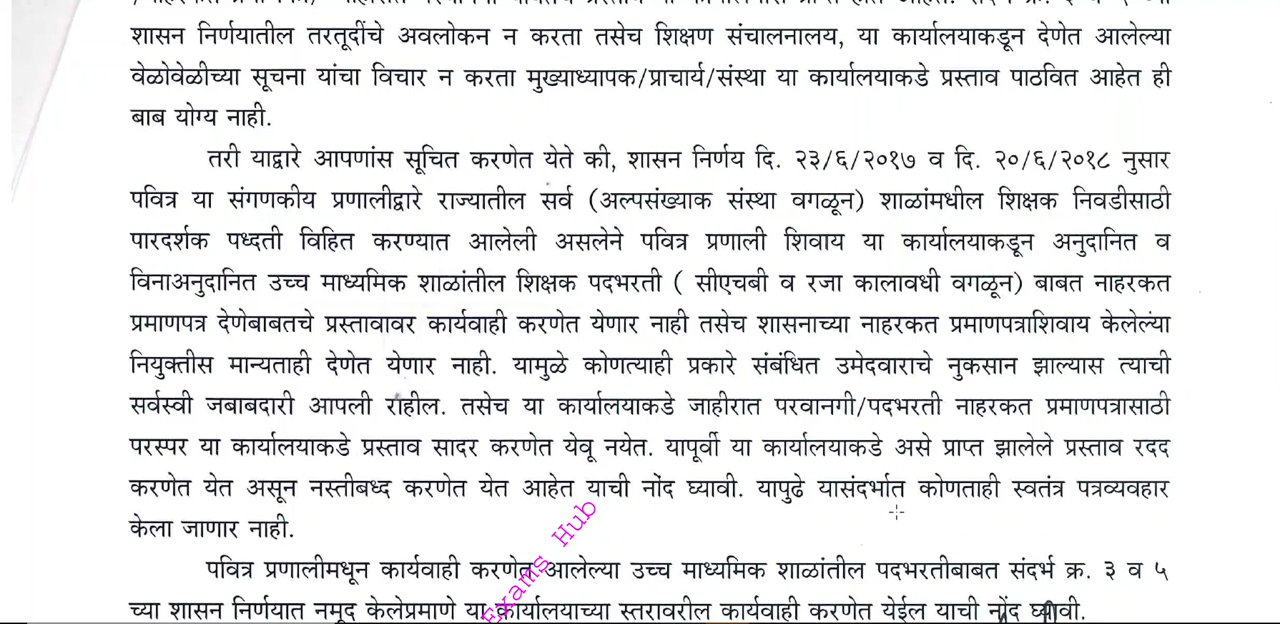 शासन निर्णयातील तरतूदींचे अवलोकन न करता तसेच शिक्षण संचालनालय, या कार्यालयाकडून देणेत आलेल्या
वेळोवेळीच्या सूचना यांचा विचार न करता मुख्याध्यापक/प्राचार्य/संस्था या कार्यालयाकडे प्रस्ताव पाठवित आहेत ही
बाब योग्य नाही.
तरी याद्वारे आपणांस सूचित करणेत येते की, शासन निर्णय दि. २३/६/२०१७ व दि. २०/६/२०१८ नुसार
पवित्र या संगणकीय प्रणालीद्वारे राज्यातील सर्व (अल्पसंख्याक संस्था वगळून) शाळांमधील शिक्षक निवडीसाठी
पारदर्शक पध्दती विहित करण्यात आलेली असलेने पवित्र प्रणाली शिवाय या कार्यालयाकडून अनुदानित व
विनाअनुदानित उच्च माध्यमिक शाळांतील शिक्षक पदभरती ( सीएचबी व रजा कालावधी वगळून) बाबत नाहरकत
प्रमाणपत्र देणेबाबतचे प्रस्तावावर कार्यवाही करणेत येणार नाही तसेच शासनाच्या नाहरकत प्रमाणपत्राशिवाय केलेल्या
नियुक्तीस मान्यताही देणेत येणार नाही. यामुळे कोणत्याही प्रकारे संबंधित उमेदवाराचे नुकसान झाल्यास त्याची
सर्वस्वी जबाबदारी आपली राहील. तसेच या कार्यालयाकडे जाहीरात परवानगी/पदभरती नाहरकत प्रमाणपत्रासाठी
परस्पर या कार्यालयाकडे प्रस्ताव सादर करणेत येवू नयेत. यापूर्वी या कार्यालयाकडे असे प्राप्त झालेले प्रस्ताव रदद
करणेत येत असून नस्तीबध्द करणेत येत आहेत याची नोंद घ्यावी. यापुढे यासंदर्भात कोणताही स्वतंत्र पत्रव्यवहार
केला जाणार नाही.
पवित्र प्रणालीमधून कार्यवाही करणेत आलेल्या उच्च माध्यमिक शाळांतील पदभरतीबाबत संदर्भ क्र. ३ व ५
च्या शासन निर्णयात नमूद केलेप्रमाणे या कार्यालयाच्या स्तरावरील कार्यवाही करणेत येईल याची नोंद घ्यावी.
Exams Hub